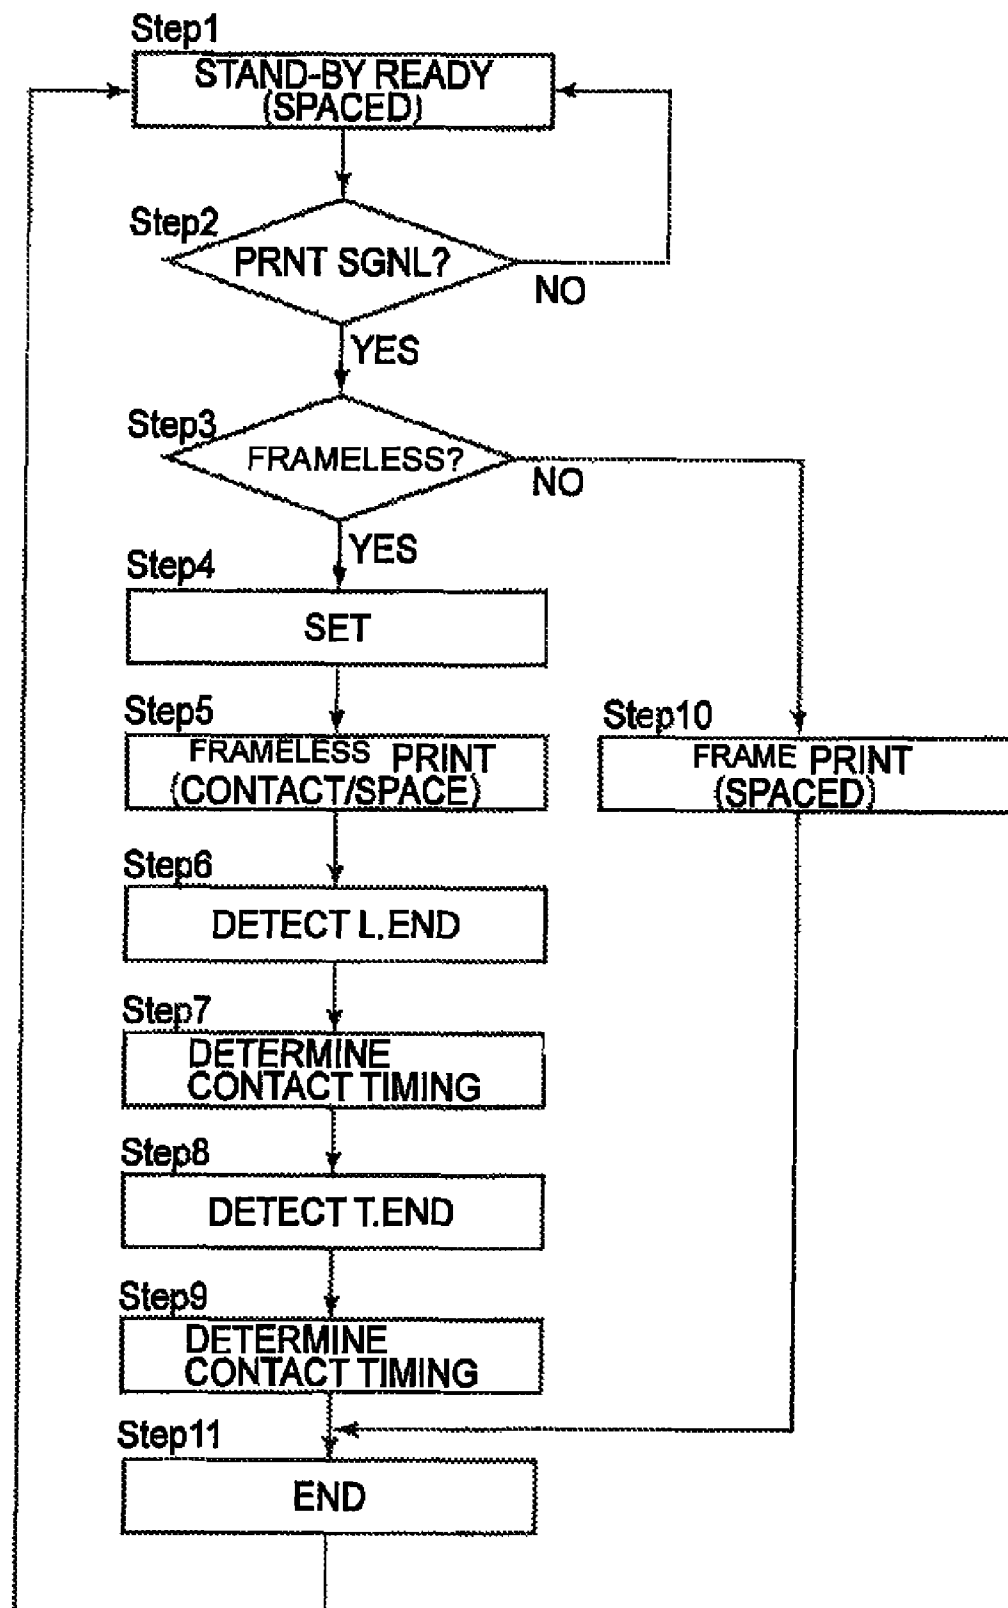 Step1
STAND-BY READY
(SPACED)
Step2
PRNT SGNL?
NO
YES
Step3
FRAMELESS?
NO
YES
Step4
SET
Step5
FRAMELESS PRINT
(CONTACT/SPACE)
Step10
FRAME PRINT
(SPACED)
Step6
DETECT L.END
Step7
DETERMINE
CONTACT TIMING
Step8
DETECT T.END
Step9
DETERMINE
CONTACT TIMING
Step11
END